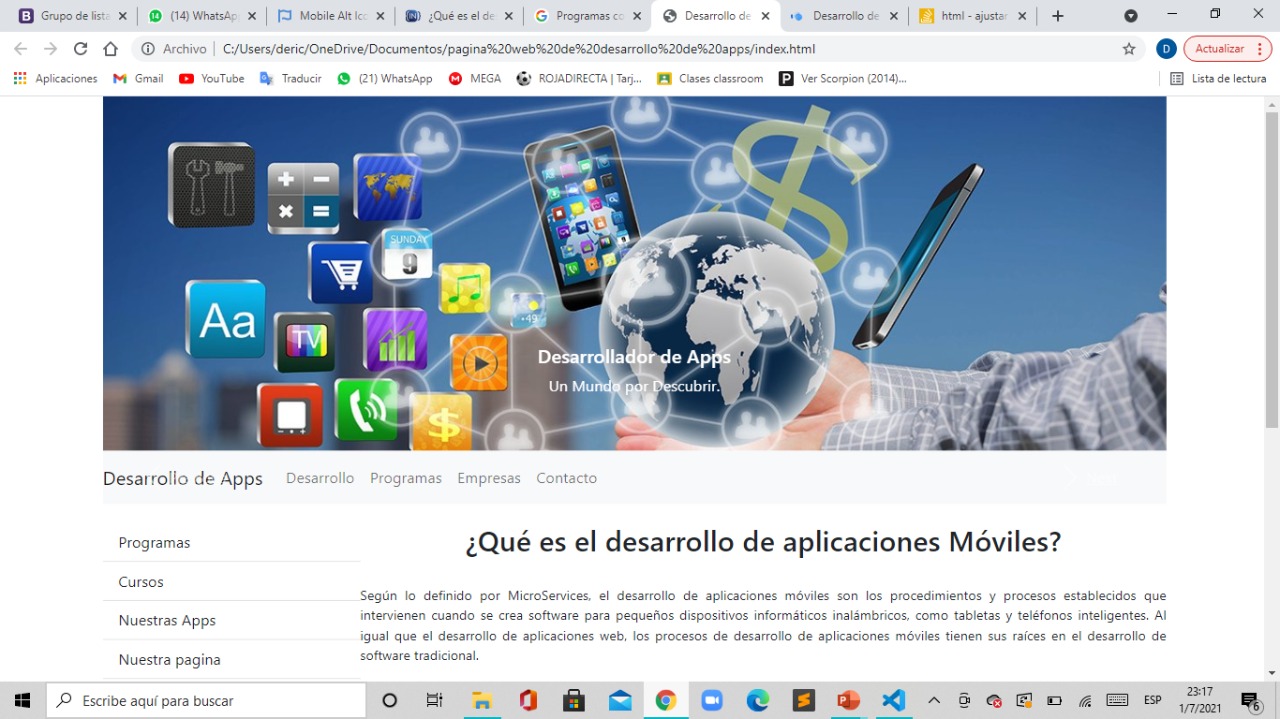 Grupo de lista
(14) WhatsApp
Mobile Alt Ico
¿Qué es el de
Programas co
Desarrollo de
Desarrollo de
html - ajustar
Archivo
C:/Users/deric/OneDrive/Documentos/pagina%20web%20de%20desarrollo%20de%20apps/index.html
D
Actualizar
Aplicaciones
Gmail
YouTube
Traducir
(21) WhatsApp
MEGA
ROJADIRECTA | Tarj...
Clases classroom
Ver Scorpion (2014)...
Lista de lectura
SUNDAY
9
Aa
TV
+49
Desarrollador de Apps
Un Mundo por Descubrir.
Desarrollo de Apps
Desarrollo
Programas
Empresas
Contacto
Programas
Cursos
Nuestras Apps
Nuestra pagina
¿Qué es el desarrollo de aplicaciones Móviles?
Según lo definido por MicroServices, el desarrollo de aplicaciones móviles son los procedimientos y procesos establecidos que
intervienen cuando se crea software para pequeños dispositivos informáticos inalámbricos, como tabletas y teléfonos inteligentes. Al
igual que el desarrollo de aplicaciones web, los procesos de desarrollo de aplicaciones móviles tienen sus raíces en el desarrollo de
software tradicional.
Escribe aquí para buscar
ESP
23:17
1/7/2021
6